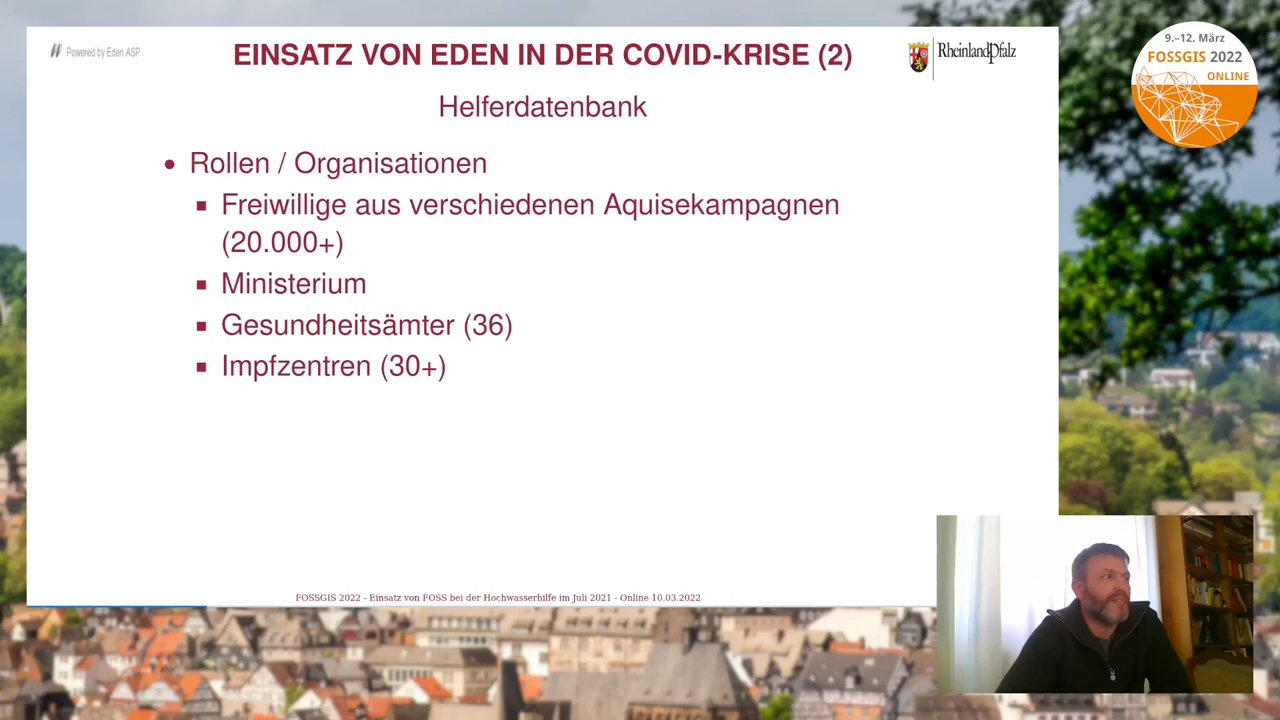 Powered by Eden ASP
EINSATZ VON EDEN IN DER COVID-KRISE (2)
RheinlandPfalz
9.–12. März
FOSSGIS 2022
ONLINE
Helferdatenbank
Rollen / Organisationen
Freiwillige aus verschiedenen Aquisekampagnen
(20.000+)
Ministerium
Gesundheitsämter (36)
Impfzentren (30+)
FOSSGIS 2022 - Einsatz von FOSS bei der Hochwasserhilfe im Juli 2021 - Online 10.03.2022